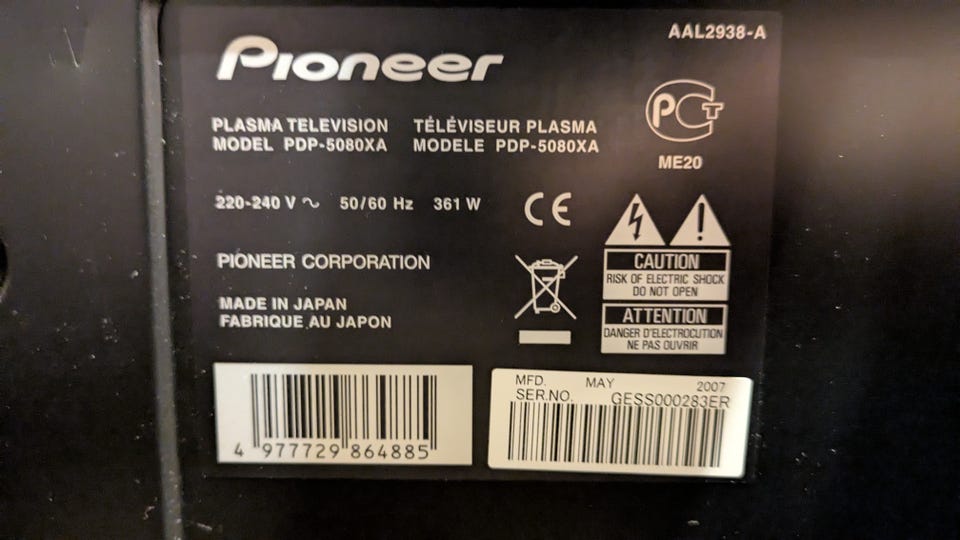 AAL2938-A
Pioneer
PCT
ME20
PLASMA TELEVISION TÉLÉVISEUR PLASMA
MODEL PDP-5080XA MODELE PDP-5080XA
220-240 V ~ 50/60 Hz 361 W
CE
PIONEER CORPORATION
MADE IN JAPAN
FABRIQUE AU JAPON
CAUTION
RISK OF ELECTRIC SHOCK
DO NOT OPEN
ATTENTION
DANGER D'ELECTROCUTION
NE PAS OUVRIR
4 977729 864885
MFD. MAY 2007
SER.NO. GESS000283ER